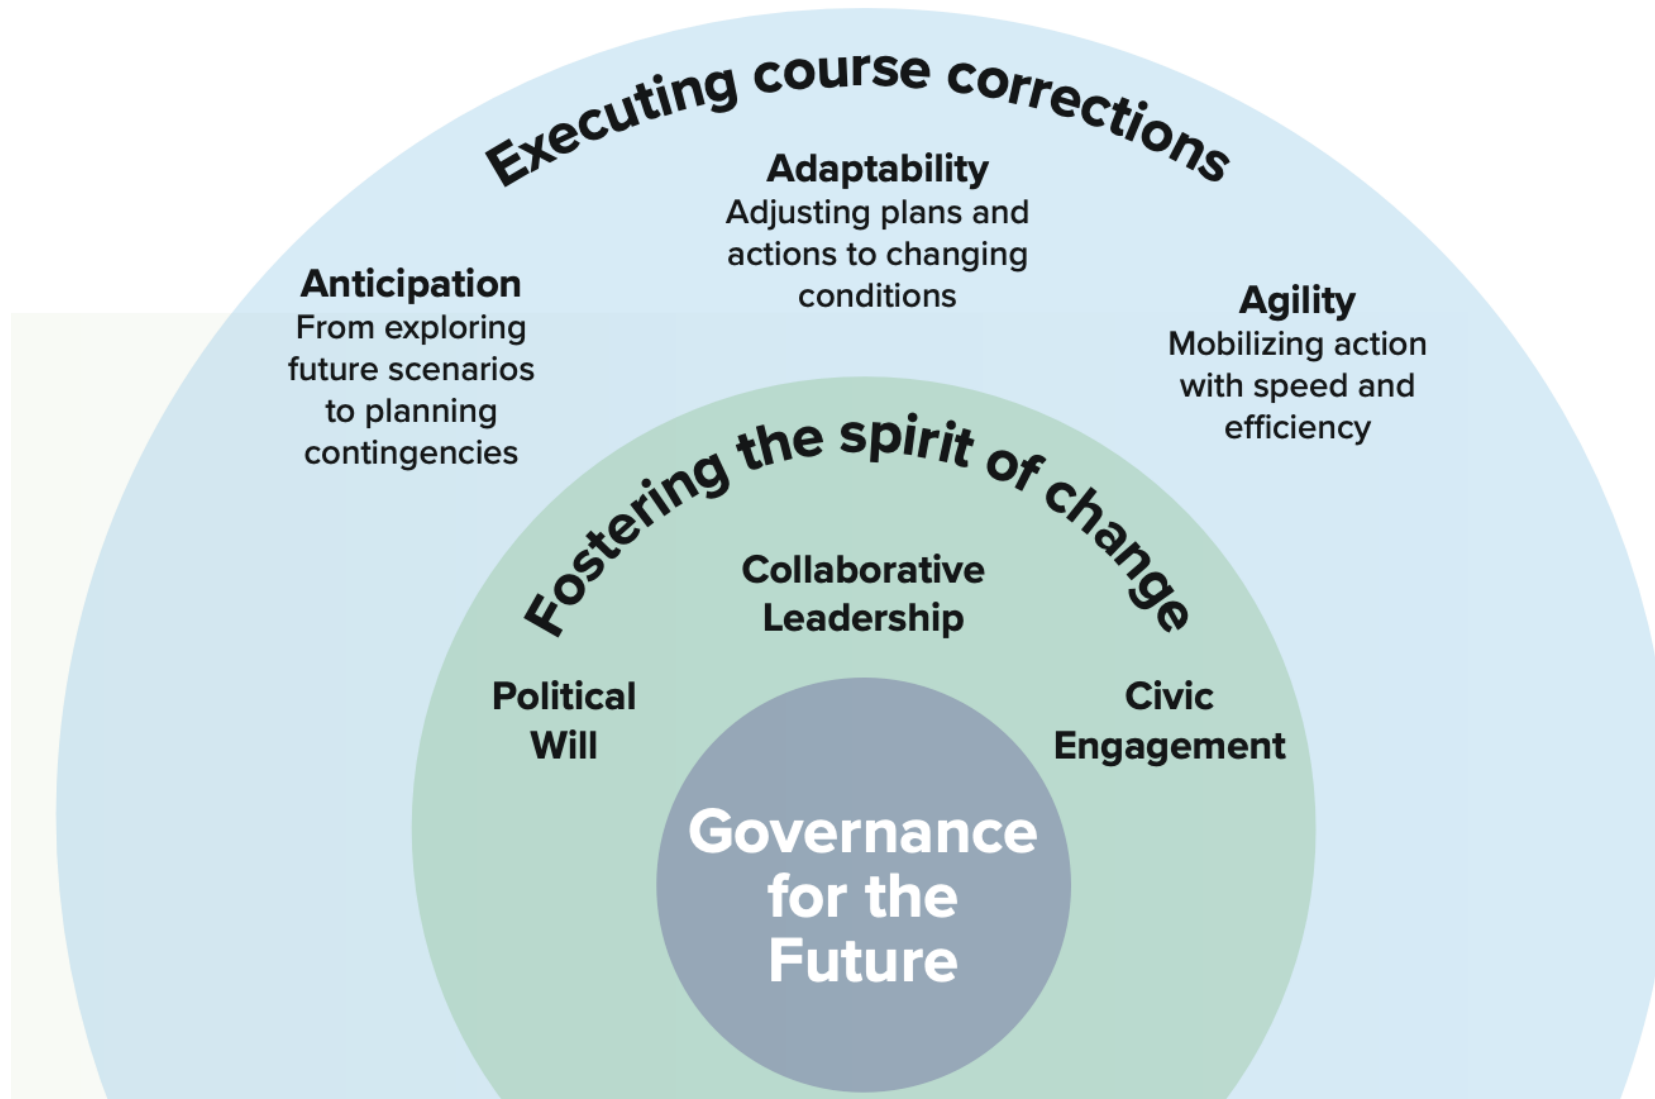 Executing course corrections
Adaptability
Adjusting plans and
actions to changing
conditions
Anticipation
From exploring
future scenarios
to planning
contingencies
Agility
Mobilizing action
with speed and
efficiency
Fostering the spirit of change
Collaborative
Leadership
Political
Will
Civic
Engagement
Governance
for the
Future